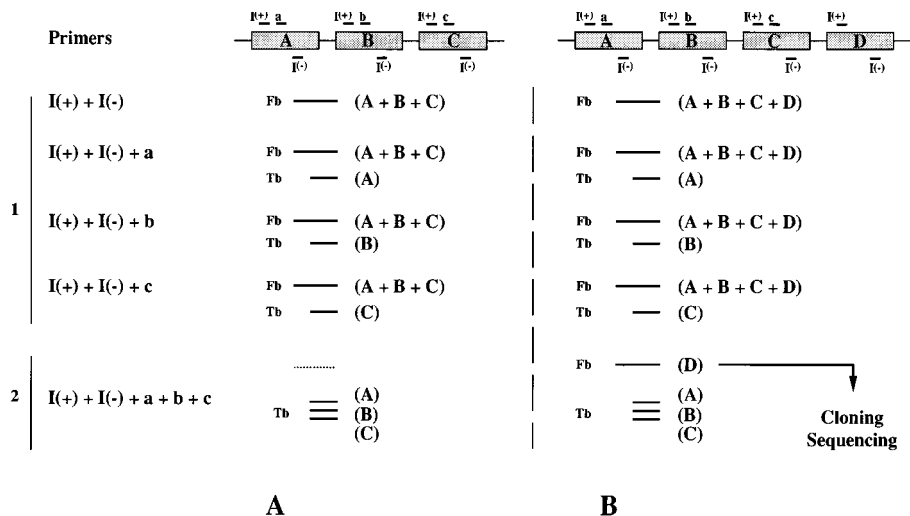 I(+) a I(+) b I(+) c I(+) a I(+) b I(+) c I(+)
Primers A B C A B C D
I(-) I(-) I(-) I(-) I(-) I(-) I(-)
I(+) + I(-) Fb (A + B + C) Fb (A + B + C + D)
I(+) + I(-) + a Fb (A + B + C) Fb (A + B + C + D)
Tb (A) Tb (A)
1
I(+) + I(-) + b Fb (A + B + C) Fb (A + B + C + D)
Tb (B) Tb (B)
I(+) + I(-) + c Fb (A + B + C) Fb (A + B + C + D)
Tb (C) Tb (C)
Fb (D)
(A) (A)
2 I(+) + I(-) + a + b + c Tb (B) Tb (B)
(C) (C)
Cloning
Sequencing
A B